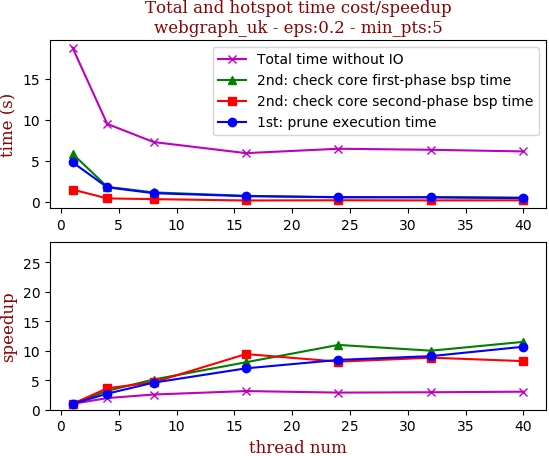 Total and hotspot time cost/speedup
webgraph_uk - eps:0.2 - min_pts:5
Total time without IO
2nd: check core first-phase bsp time
2nd: check core second-phase bsp time
1st: prune execution time
time (s)
15
10
5
0
0 5 10 15 20 25 30 35 40
speedup
25
20
15
10
5
0
0 5 10 15 20 25 30 35 40
thread num